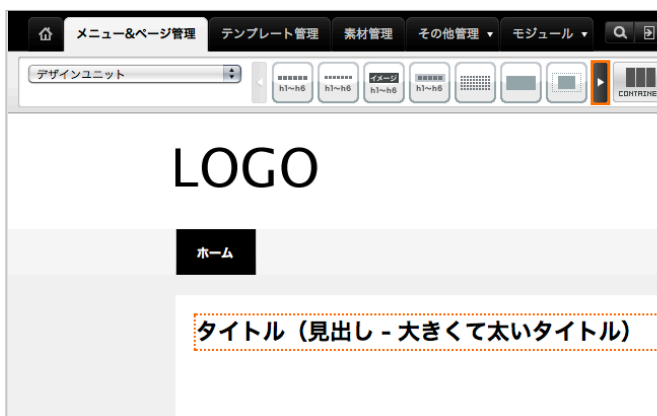 メニュー&ページ管理 テンプレート管理 素材管理 その他管理 ▼ モジュール ▼
デザインユニット
h1~h6 h1~h6 イメージ h1~h6 h1~h6
LOGO
ホーム
タイトル（見出し - 大きくて太いタイトル）